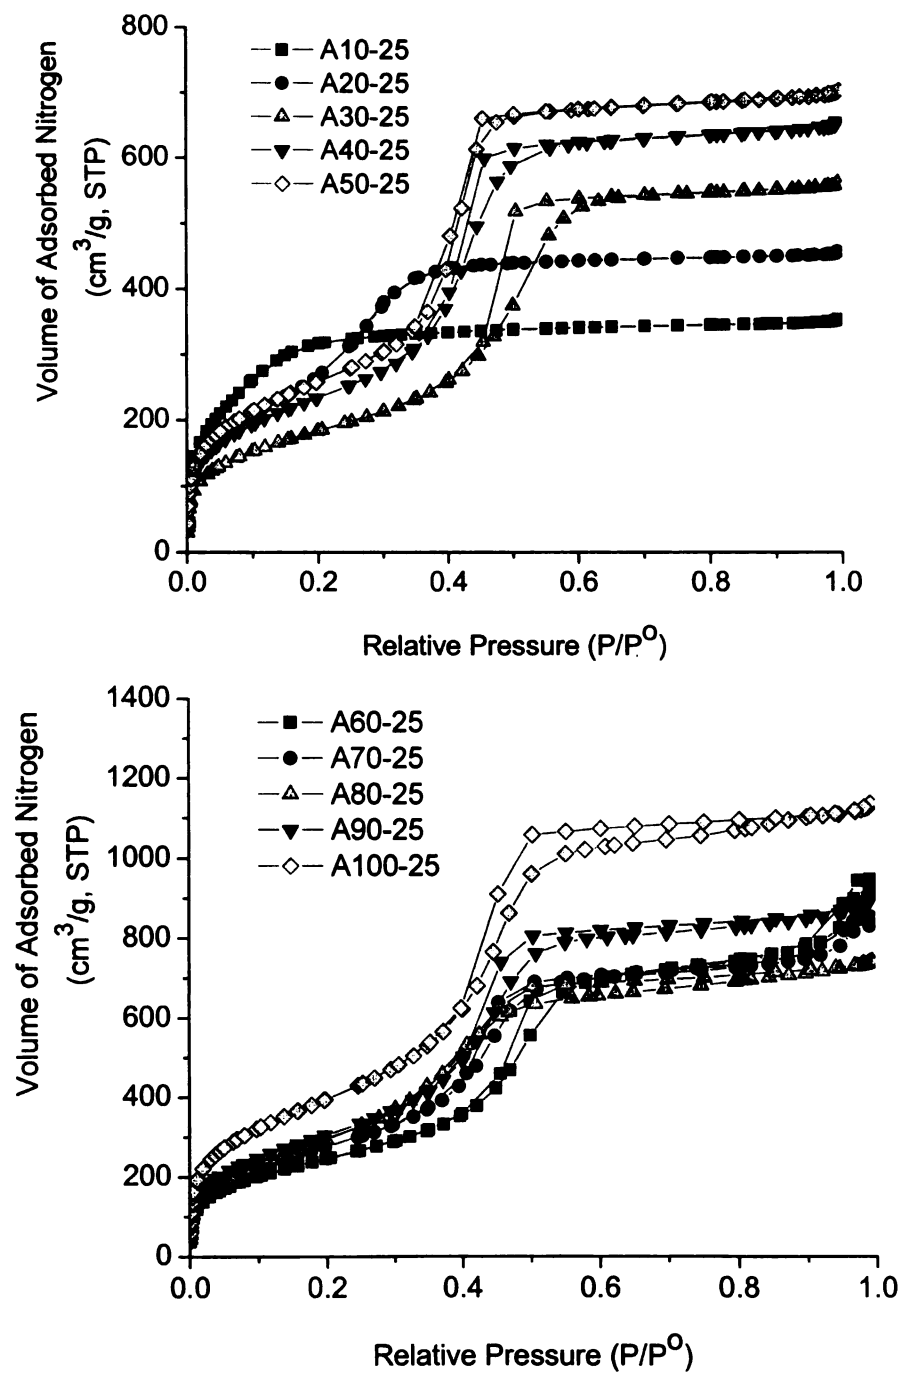 800
600
400
200
0
Volume of Adsorbed Nitrogen
(cm³/g, STP)
A10-25
A20-25
A30-25
A40-25
A50-25
0.0 0.2 0.4 0.6 0.8 1.0
Relative Pressure (P/Pᴼ)
1400
1200
1000
800
600
400
200
0
Volume of Adsorbed Nitrogen
(cm³/g, STP)
A60-25
A70-25
A80-25
A90-25
A100-25
0.0 0.2 0.4 0.6 0.8 1.0
Relative Pressure (P/Pᴼ)